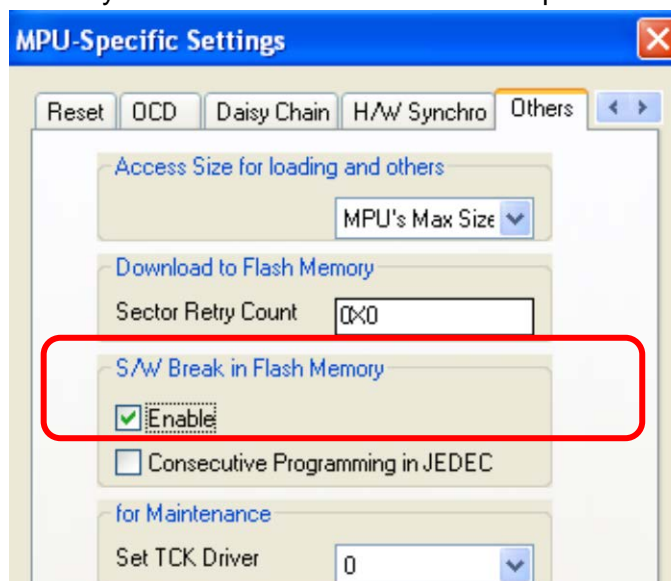 MPU-Specific Settings
Reset OCD Daisy Chain H/W Synchro Others
Access Size for loading and others
MPU's Max Size
Download to Flash Memory
Sector Retry Count 0X0
S/W Break in Flash Memory
Enable
Consecutive Programming in JEDEC
for Maintenance
Set TCK Driver 0